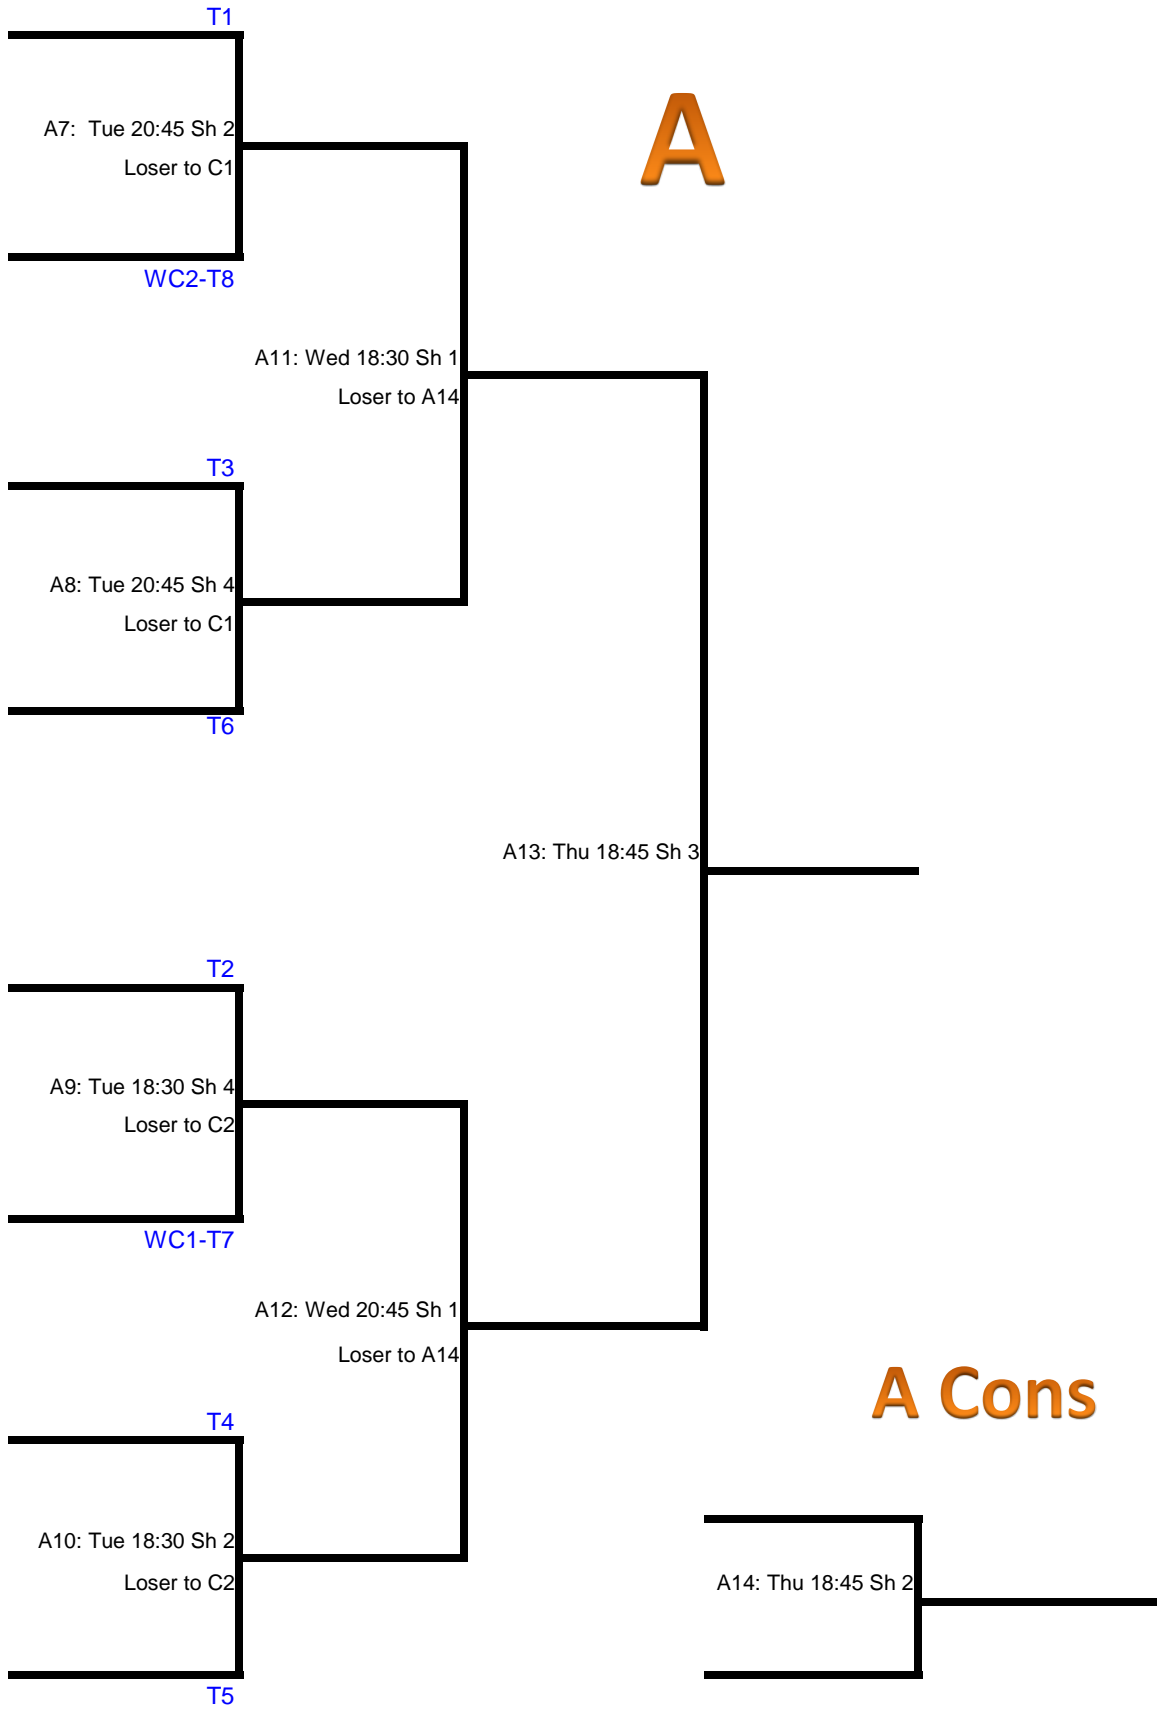 T1
A
A7:  Tue 20:45 Sh 2
Loser to C1
WC2-T8
A11: Wed 18:30 Sh 1
Loser to A14
T3
A8: Tue 20:45 Sh 4
Loser to C1
T6
A13: Thu 18:45 Sh 3
T2
A9: Tue 18:30 Sh 4
Loser to C2
WC1-T7
A12: Wed 20:45 Sh 1
Loser to A14
A Cons
T4
A10: Tue 18:30 Sh 2
Loser to C2
A14: Thu 18:45 Sh 2
T5